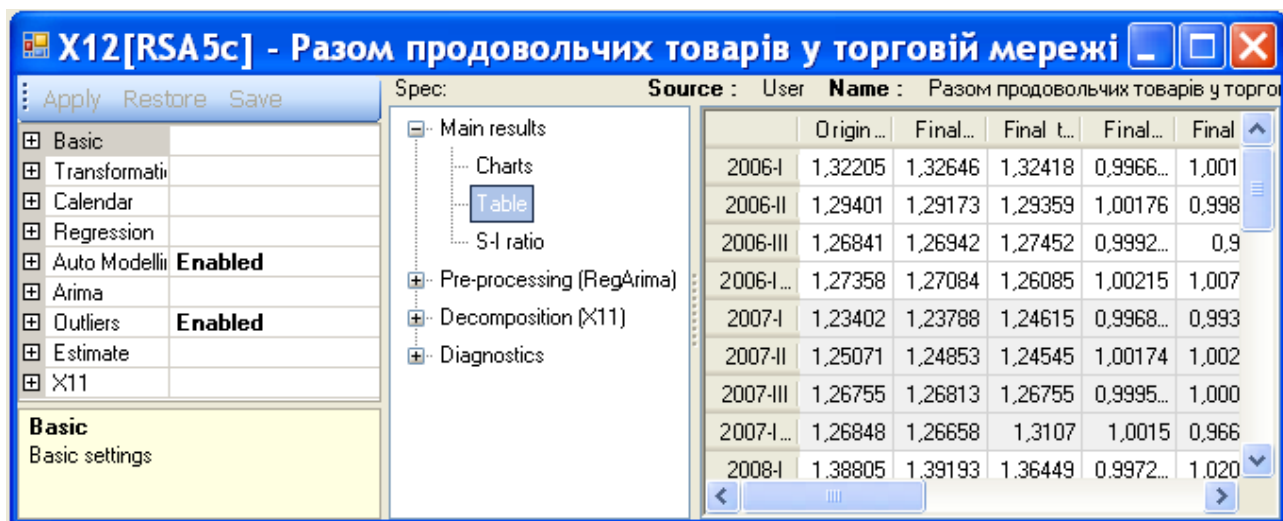 X12[RSA5c] - Разом продовольчих товарів у торговій мережі
Apply Restore Save
Basic
Transformati
Calendar
Regression
Auto Modelli Enabled
Arima
Outliers Enabled
Estimate
X11
Basic
Basic settings
Spec: Source : User Name : Разом продовольчих товарів у торго
Main results
Charts
Table
S-I ratio
Pre-processing (RegArima)
Decomposition (X11)
Diagnostics
Origin... Final... Final t... Final... Final
2006-I 1,32205 1,32646 1,32418 0,9966... 1,001
2006-II 1,29401 1,29173 1,29359 1,00176 0,998
2006-III 1,26841 1,26942 1,27452 0,9992... 0,9
2006-I... 1,27358 1,27084 1,26085 1,00215 1,007
2007-I 1,23402 1,23788 1,24615 0,9968... 0,993
2007-II 1,25071 1,24853 1,24545 1,00174 1,002
2007-III 1,26755 1,26813 1,26755 0,9995... 1,000
2007-I... 1,26848 1,26658 1,3107 1,0015 0,966
2008-I 1,38805 1,39193 1,36449 0,9972... 1,020